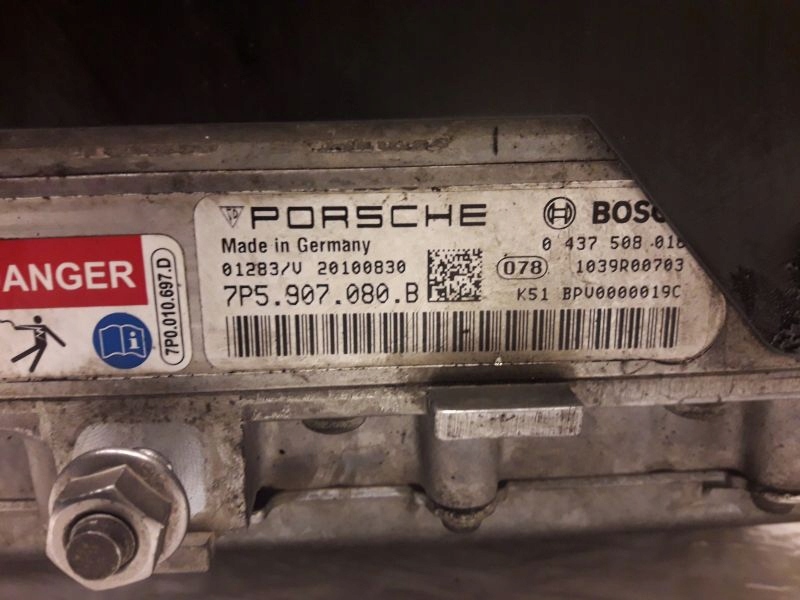 ANGER
7P0.010.697.D
PORSCHE
BOSC
Made in Germany
0 437 508 018
01283/V 20100830
078
1039R00703
7P5.907.080.B
K51 BPV0000019C